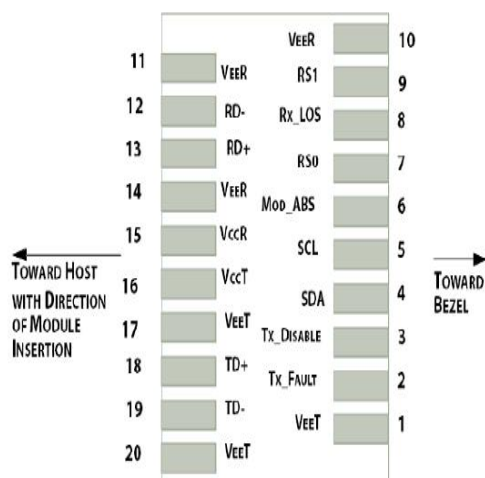 11 VEER
12 RD-
13 RD+
14 VEER
15 VCCR
16 VCCT
17 VEET
18 TD+
19 TD-
20 VEET
VEER 10
RS1 9
RX_LOS 8
RS0 7
MOD_ABS 6
SCL 5
SDA 4
TX_DISABLE 3
TX_FAULT 2
VEET 1
TOWARD HOST
WITH DIRECTION
OF MODULE
INSERTION
TOWARD
BEZEL